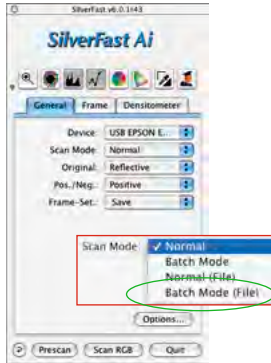 SilverFast v6.0.1r43
SilverFast Ai
General Frame Densitometer
Device: USB EPSON E...
Scan Mode: Normal
Original: Reflective
Pos./Neg.: Positive
Frame-Set.: Save
Scan Mode ✓ Normal
Batch Mode
Normal (File)
Batch Mode (File)
Options...
Prescan Scan RGB Quit